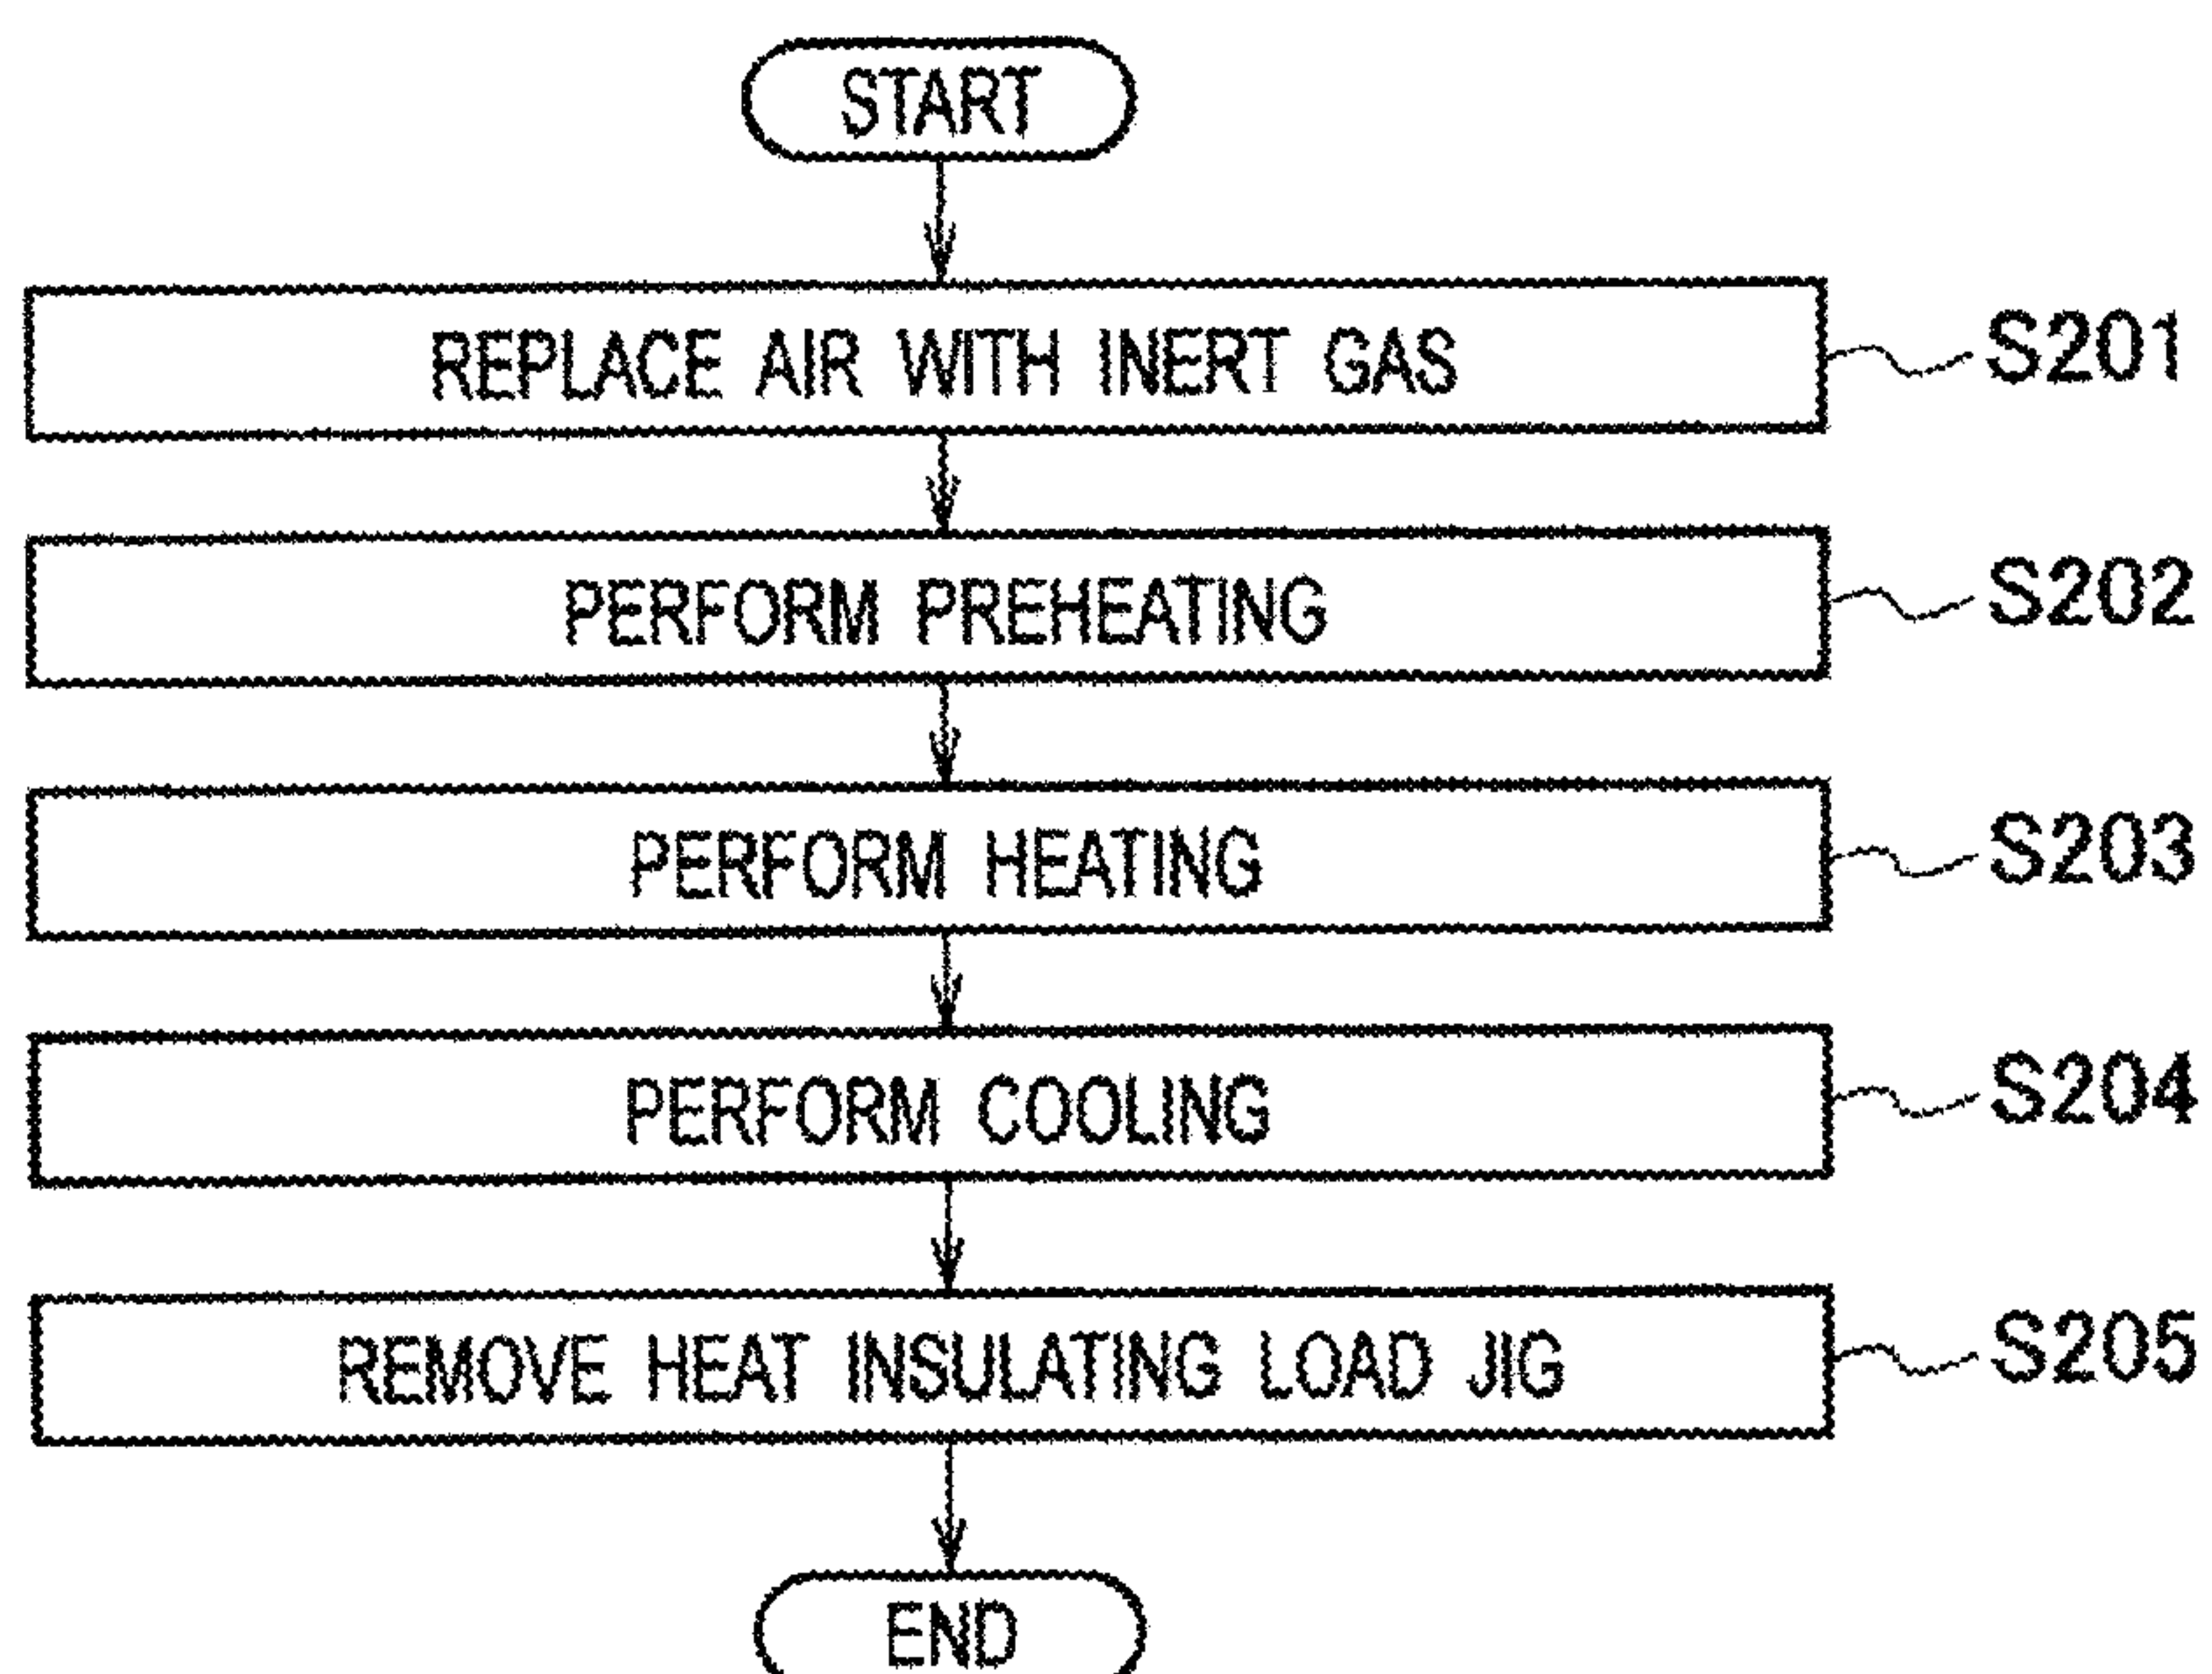 START
REPLACE AIR WITH INERT GAS S201
PERFORM PREHEATING S202
PERFORM HEATING S203
PERFORM COOLING S204
REMOVE HEAT INSULATING LOAD JIG S205
END